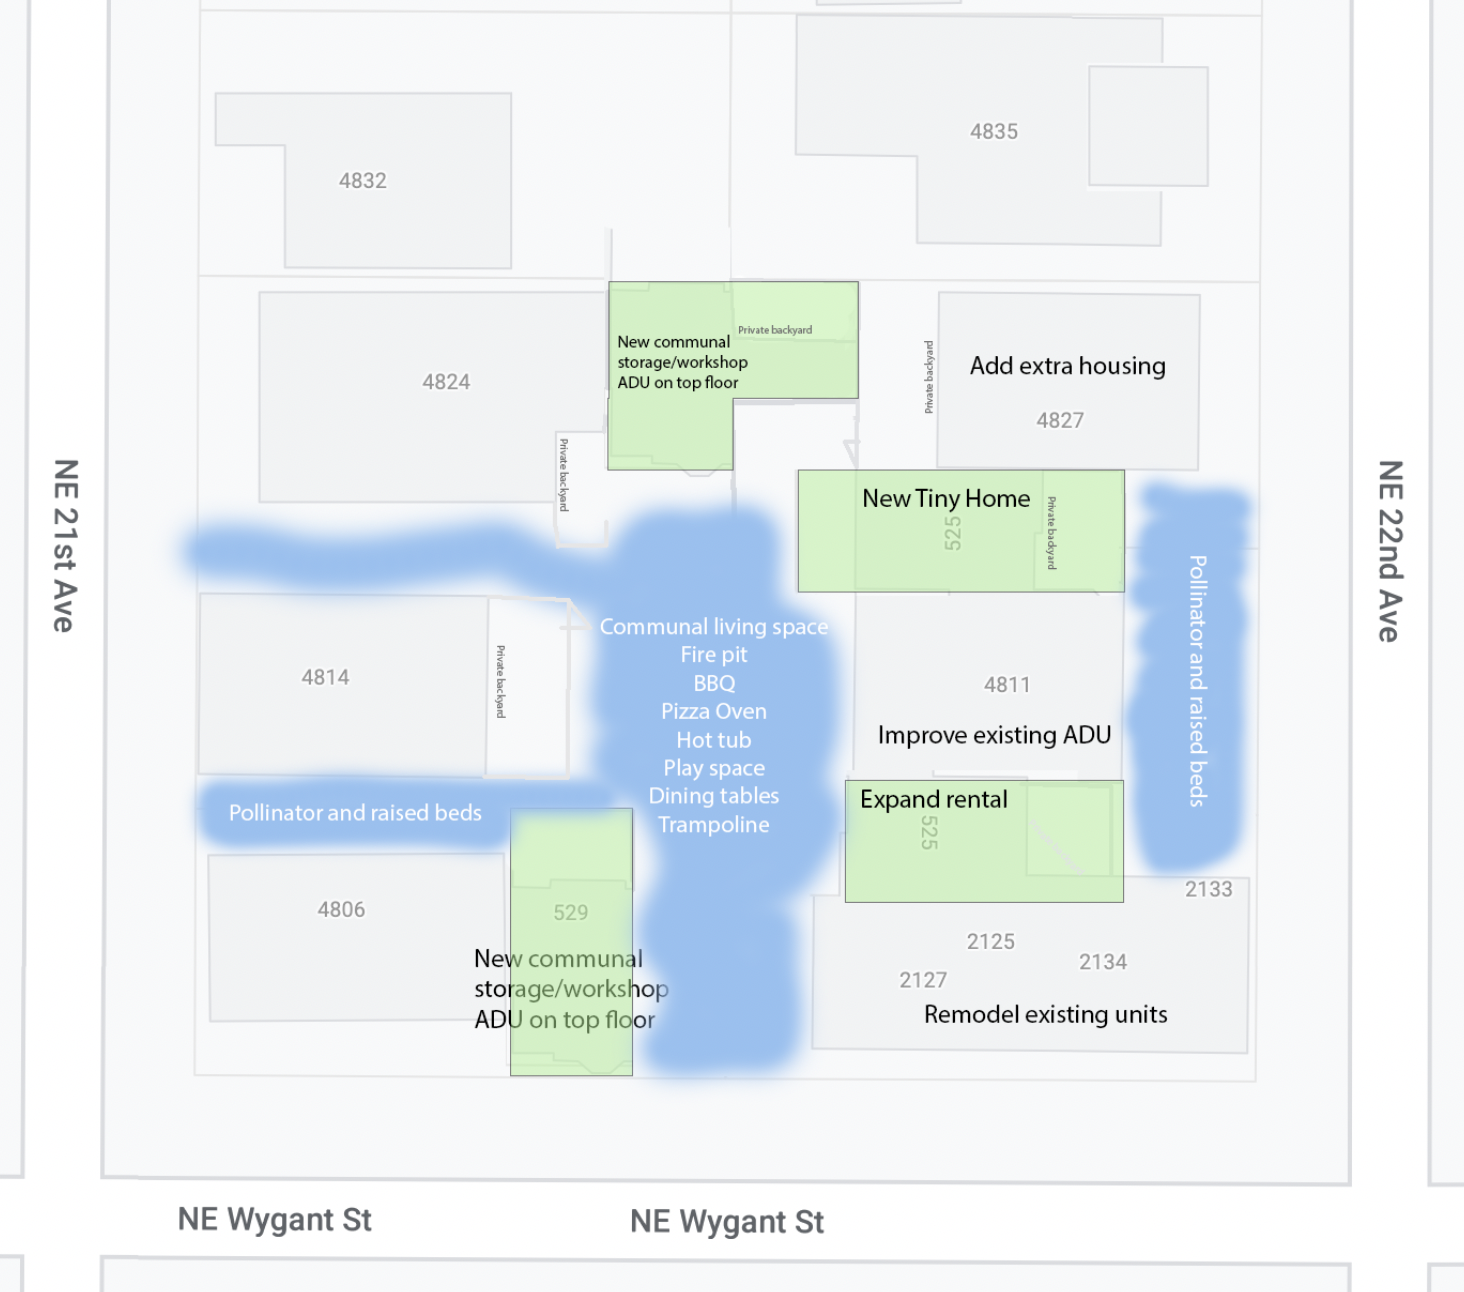 4832
4835
NE 21st Ave
NE 22nd Ave
4824
New communal
storage/workshop
ADU on top floor
Private backyard
Private backyard
Add extra housing
4827
Private backyard
New Tiny Home
525
Private backyard
4814
Private backyard
Communal living space
Fire pit
BBQ
Pizza Oven
Hot tub
Play space
Dining tables
Trampoline
4811
Improve existing ADU
Pollinator and raised beds
Pollinator and raised beds
Expand rental
525
4806
529
New communal
storage/workshop
ADU on top floor
2133
2125
2134
2127
Remodel existing units
NE Wygant St
NE Wygant St